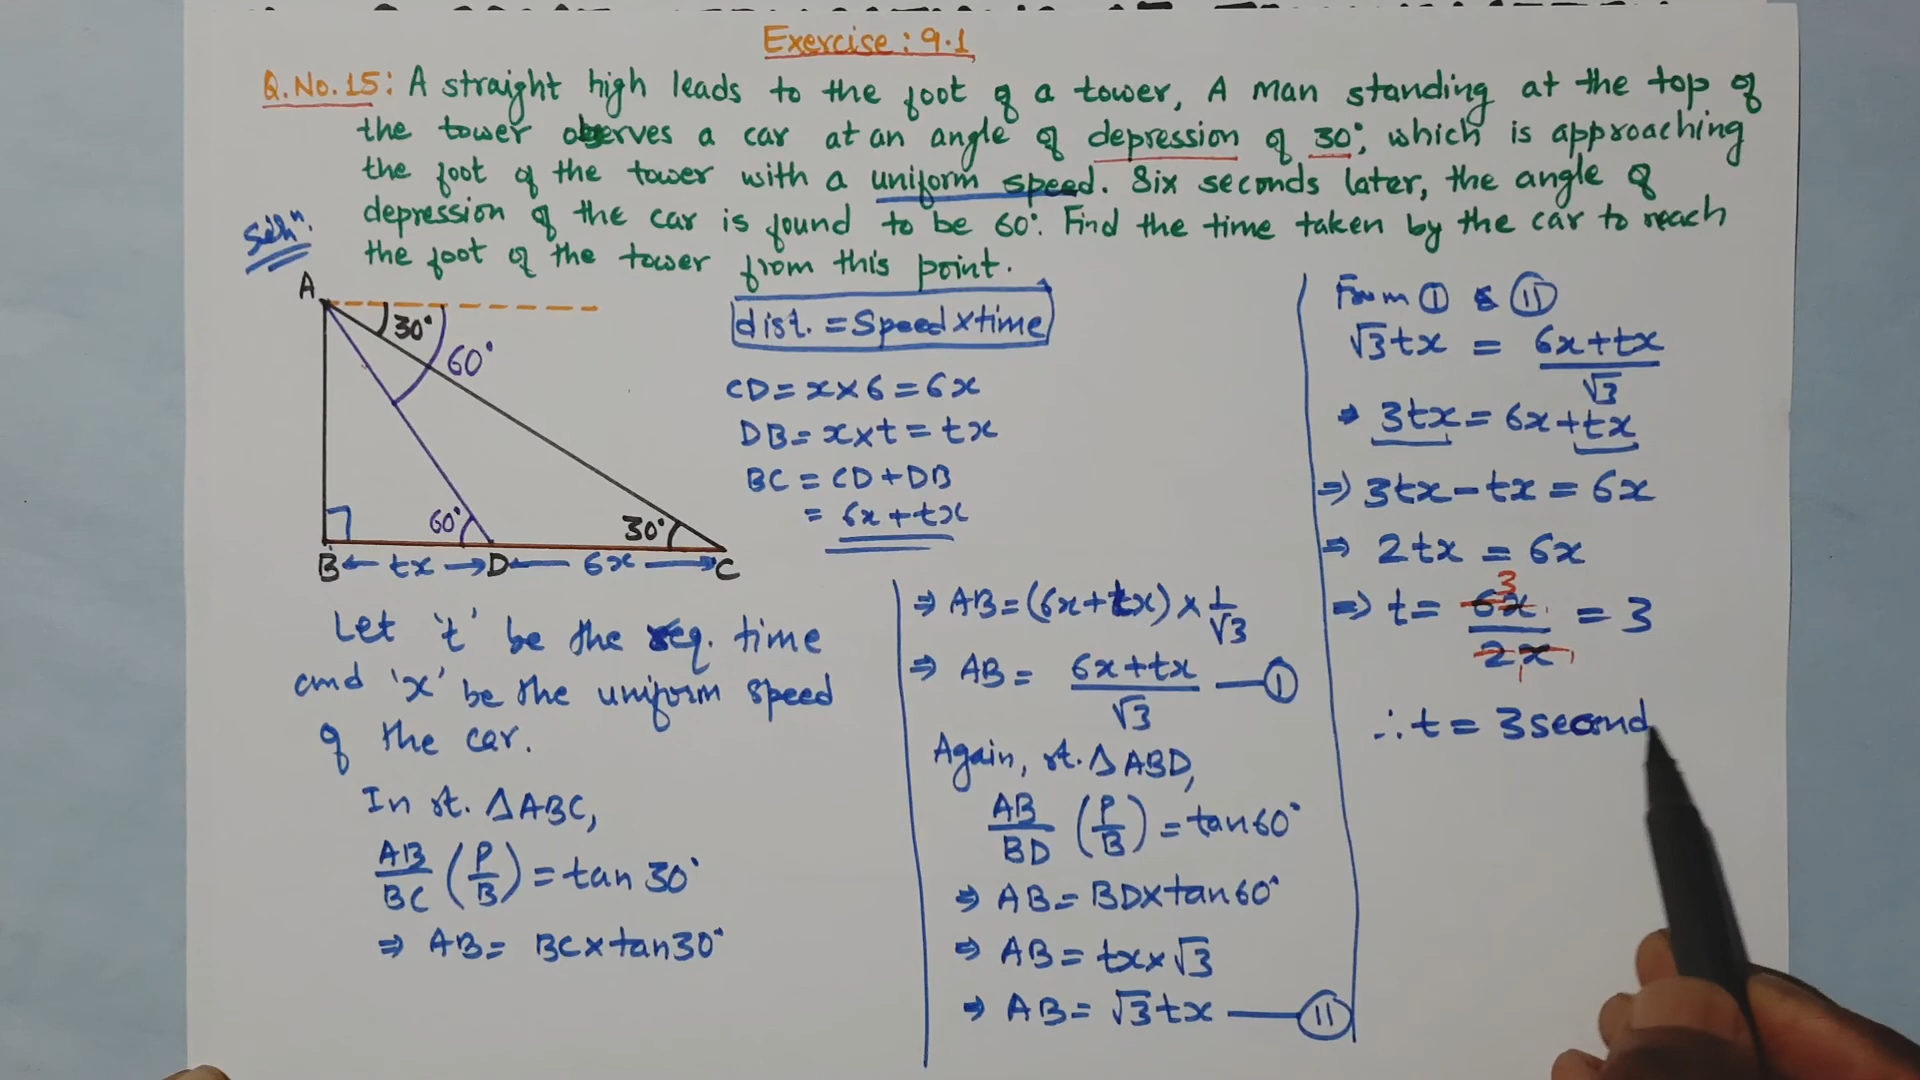 Exercise: 9.1
Q.No.15: A straight high leads to the foot of a tower, A man standing at the top of
the tower observes a car at an angle of depression of 30°, which is approaching
the foot of the tower with a uniform speed. Six seconds later, the angle of
depression of the car is found to be 60°. Find the time taken by the car to reach
the foot of the tower from this point.
Solⁿ.
A
30°
60°
60°
30°
B tx D 6x C
Let 't' be the req. time
and 'x' be the uniform speed
of the car.
In rt. ΔABC,
AB/BC (P/B) = tan 30°
⇒ AB = BC×tan30°
dist. = Speed×time
CD = x×6 = 6x
DB = x×t = tx
BC = CD+DB
= 6x+tx
⇒ AB = (6x+tx) × 1/√3
⇒ AB = 6x+tx/√3 — I
Again, rt. ΔABD,
AB/BD (P/B) = tan60°
⇒ AB = BD×tan60°
⇒ AB = tx×√3
⇒ AB = √3tx — II
From I & II
√3tx = 6x+tx/√3
⇒ 3tx = 6x+tx
⇒ 3tx-tx = 6x
⇒ 2tx = 6x
3
⇒ t = 6x/2x = 3
1
∴ t = 3second